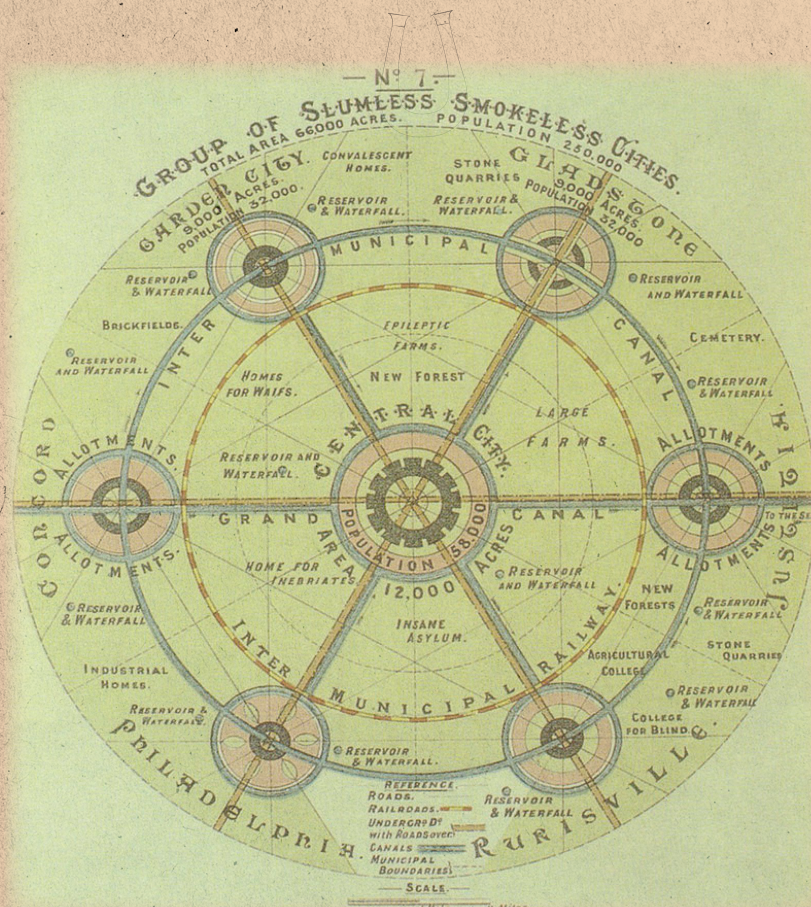 — Nº 7. —
GROUP OF SLUMLESS SMOKELESS CITIES.
TOTAL AREA 66,000 ACRES. POPULATION 250,000
GARDEN CITY.
9,000 ACRES.
POPULATION 32,000.
CONVALESCENT
HOMES.
STONE
QUARRIES
GLADSTONE
9,000 ACRES
POPULATION
32,000
RESERVOIR
& WATERFALL.
RESERVOIR &
WATERFALL.
INTER MUNICIPAL CANAL
RESERVOIR
& WATERFALL
RESERVOIR
AND WATERFALL
BRICKFIELDS.
EPILEPTIC
FARMS.
CEMETERY.
RESERVOIR
AND WATERFALL
HOMES
FOR WAIFS.
NEW FOREST
RESERVOIR
& WATERFALL
LARGE
FARMS.
CENTRAL CITY.
CONCORD
ALLOTMENTS.
ALLOTMENTS
JUSTITIA
RESERVOIR AND
WATERFALL.
GRAND CANAL
TO THE SE
ALLOTMENTS.
ALLOTMENTS
AREA 12,000 ACRES
POPULATION 58,000
HOME FOR
INEBRIATES
RESERVOIR
AND WATERFALL
NEW
FORESTS
RESERVOIR
& WATERFALL
RESERVOIR
& WATERFALL
INSANE
ASYLUM.
INTER MUNICIPAL RAILWAY.
AGRICULTURAL
COLLEGE
STONE
QUARRIES
INDUSTRIAL
HOMES.
RESERVOIR
& WATERFALL
RESERVOIR &
WATERFALL.
COLLEGE
FOR BLIND.
RESERVOIR
& WATERFALL.
PHILADELPHIA.
RURISVILLE.
RESERVOIR
& WATERFALL
REFERENCE.
ROADS.
RAILROADS.
UNDERGRD Dº
with ROADS over
CANALS
MUNICIPAL
BOUNDARIES
— SCALE. —